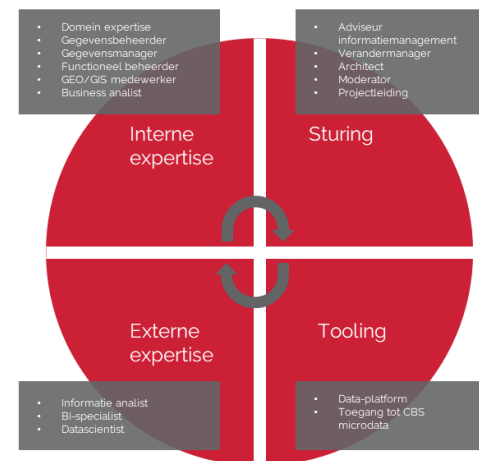 • Domein expertise
• Gegevensbeheerder
• Gegevensmanager
• Functioneel beheerder
• GEO/GIS medewerker
• Business analist
• Adviseur
informatiemanagement
• Verandermanager
• Architect
• Moderator
• Projectleiding
Interne
expertise
Sturing
Externe
expertise
Tooling
• Informatie analist
• BI-specialist
• Datascientist
• Data-platform
• Toegang tot CBS
microdata